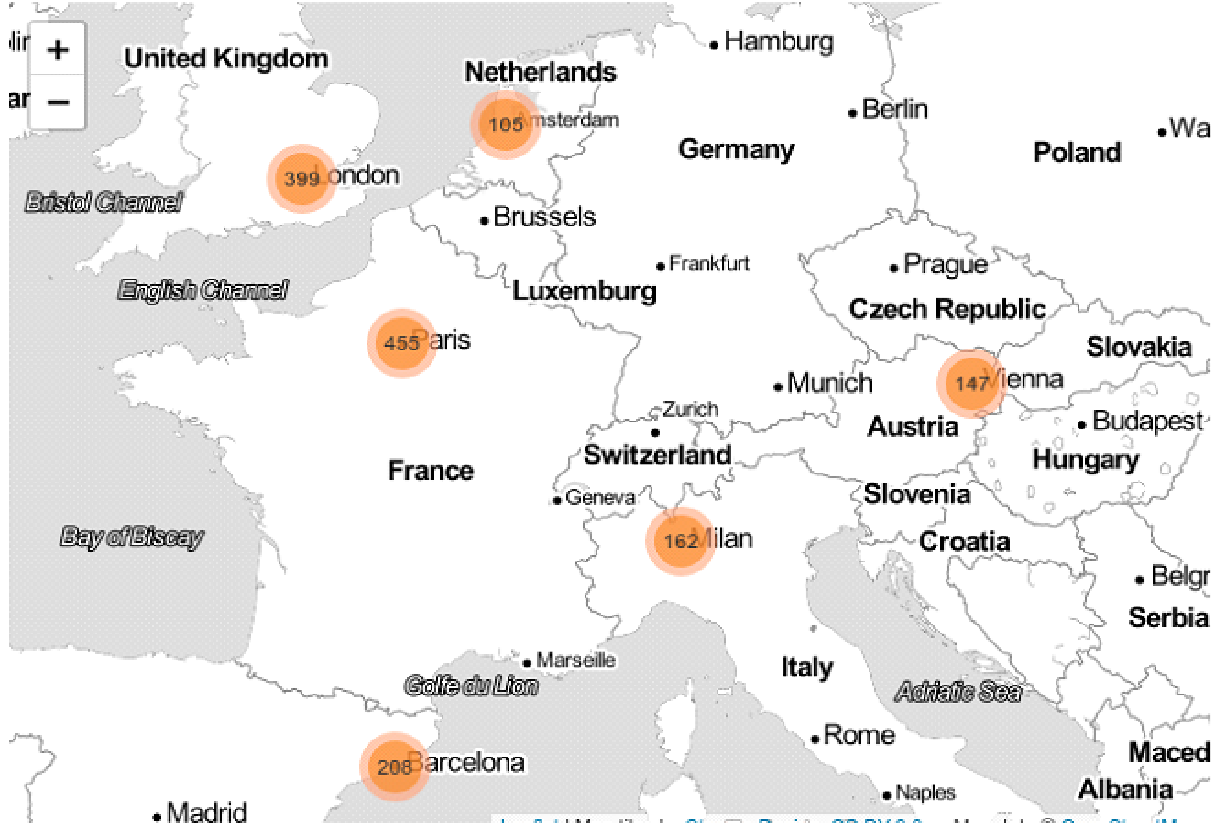 +
−
United Kingdom
Netherlands
Hamburg
105 Amsterdam
Berlin
Germany
Poland
Wa
399 London
Bristol Channel
Brussels
Frankfurt
Prague
English Channel
Luxemburg
Czech Republic
455 Paris
Slovakia
147 Vienna
Munich
Zurich
Budapest
Austria
Switzerland
Hungary
France
Geneva
Slovenia
Bay of Biscay
162 Milan
Croatia
Belgr
Serbia
Marseille
Italy
Golfe du Lion
Adriatic Sea
Rome
Maced
208 Barcelona
Albania
Naples
Madrid